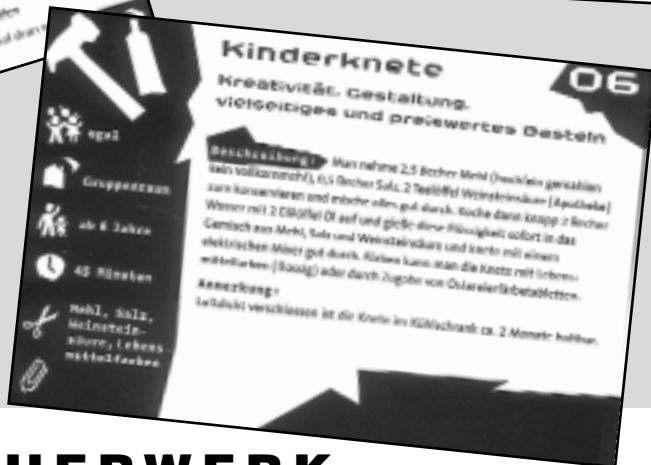 06
Kinderknete
Kreativität, Gestaltung,
vielseitiges und preiswertes Basteln
egal
Gruppenraum
ab 6 Jahre
45 Minuten
Mehl, Salz,
Weinstein-
säure, Lebens-
mittelfarben
Beschreibung: Man nehme 2,5 Becher Mehl (hochfein gemahlen
kein vollkornmehl), 0,5 Becher Salz, 2 Teelöffel Weinsteinsäure (Apotheke)
zum konservieren und mische alles gut durch. Koche dann knapp 2 Becher
Wasser mit 2 Eßlöffel Öl auf und gieße diese Flüssigkeit sofort in das
Gemisch aus Mehl, Salz und Weinsteinsäure und knete mit einem
elektrischen Mixer gut durch. Färben kann man die Knete mit Lebens-
mittelfarben (flüssig) oder durch Zugabe von Ostereierfärbetabletten.
Anmerkung:
Luftdicht verschlossen ist die Knete im Kühlschrank ca. 2 Monate haltbar.